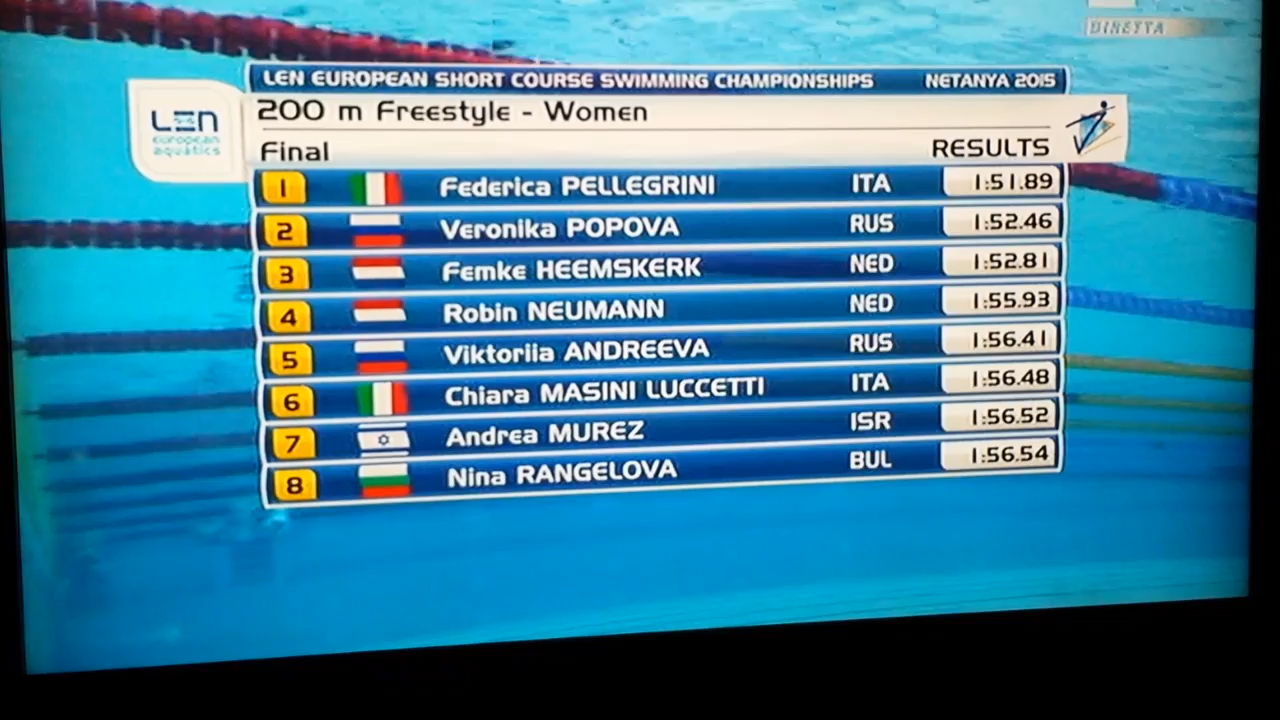 DIRETTA
LEN EUROPEAN SHORT COURSE SWIMMING CHAMPIONSHIPS NETANYA 2015
LEN
european
aquatics
200 m Freestyle - Women
Final RESULTS
1 Federica PELLEGRINI ITA 1:51.89
2 Veronika POPOVA RUS 1:52.46
3 Femke HEEMSKERK NED 1:52.81
4 Robin NEUMANN NED 1:55.93
5 Viktoriia ANDREEVA RUS 1:56.41
6 Chiara MASINI LUCCETTI ITA 1:56.48
7 Andrea MUREZ ISR 1:56.52
8 Nina RANGELOVA BUL 1:56.54